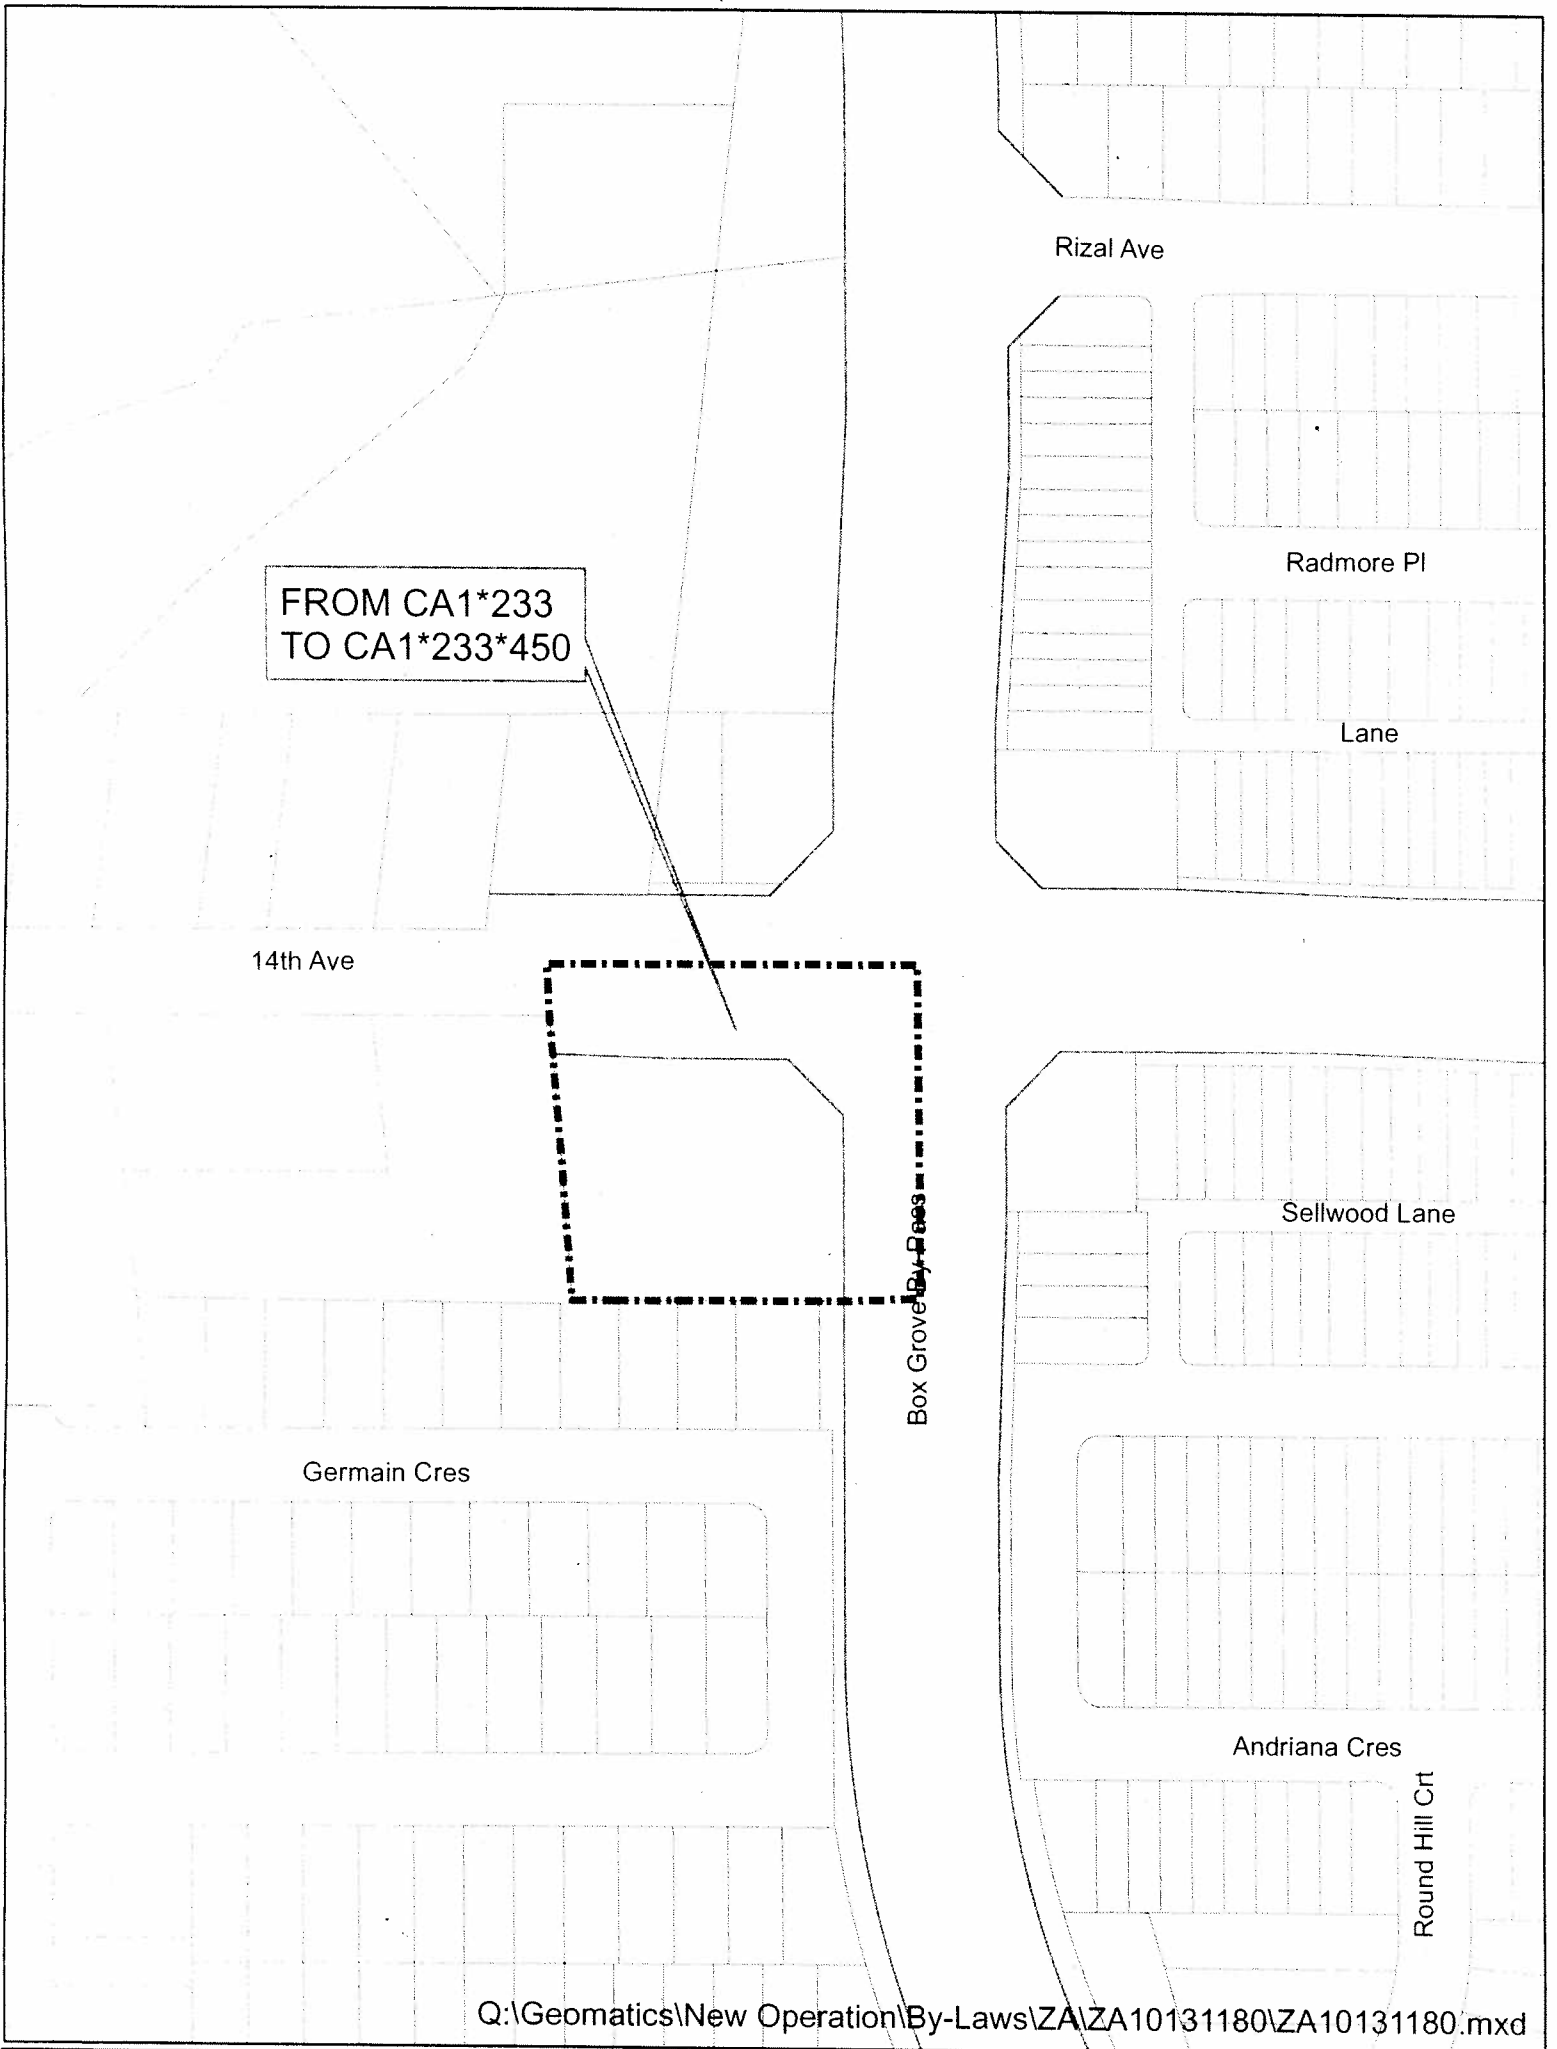 Rizal Ave
Radmore Pl
FROM CA1*233
TO CA1*233*450
Lane
14th Ave
Sellwood Lane
Box Grove By-Pass
Germain Cres
Andriana Cres
Round Hill Crt
Q:\Geomatics\New Operation\By-Laws\ZA\ZA10131180\ZA10131180.mxd